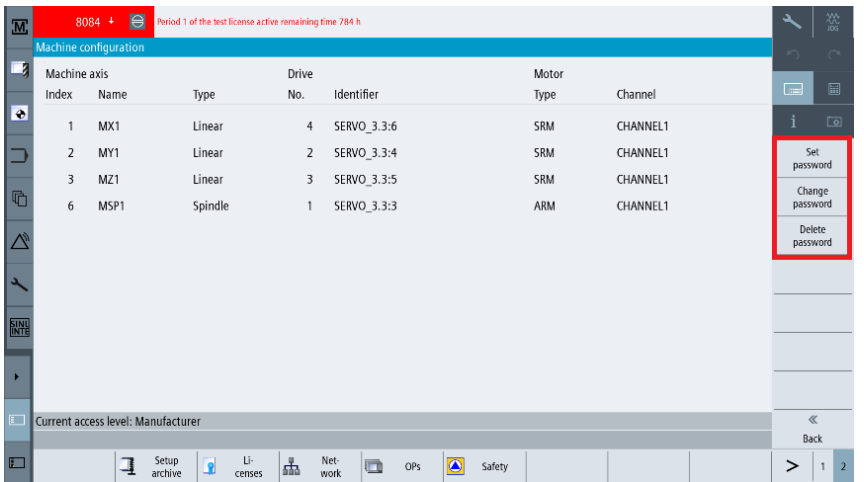 M
8084
Period 1 of the test license active remaining time 784 h
JOG
Machine configuration
Machine axis Drive Motor
Index Name Type No. Identifier Type Channel
1 MX1 Linear 4 SERVO_3.3:6 SRM CHANNEL1
2 MY1 Linear 2 SERVO_3.3:4 SRM CHANNEL1
3 MZ1 Linear 3 SERVO_3.3:5 SRM CHANNEL1
6 MSP1 Spindle 1 SERVO_3.3:3 ARM CHANNEL1
i
Set
password
Change
password
Delete
password
SINU
INTE
Current access level: Manufacturer
Back
Setup
archive
Li-
censes
Net-
work
OPs
Safety
> 1 2